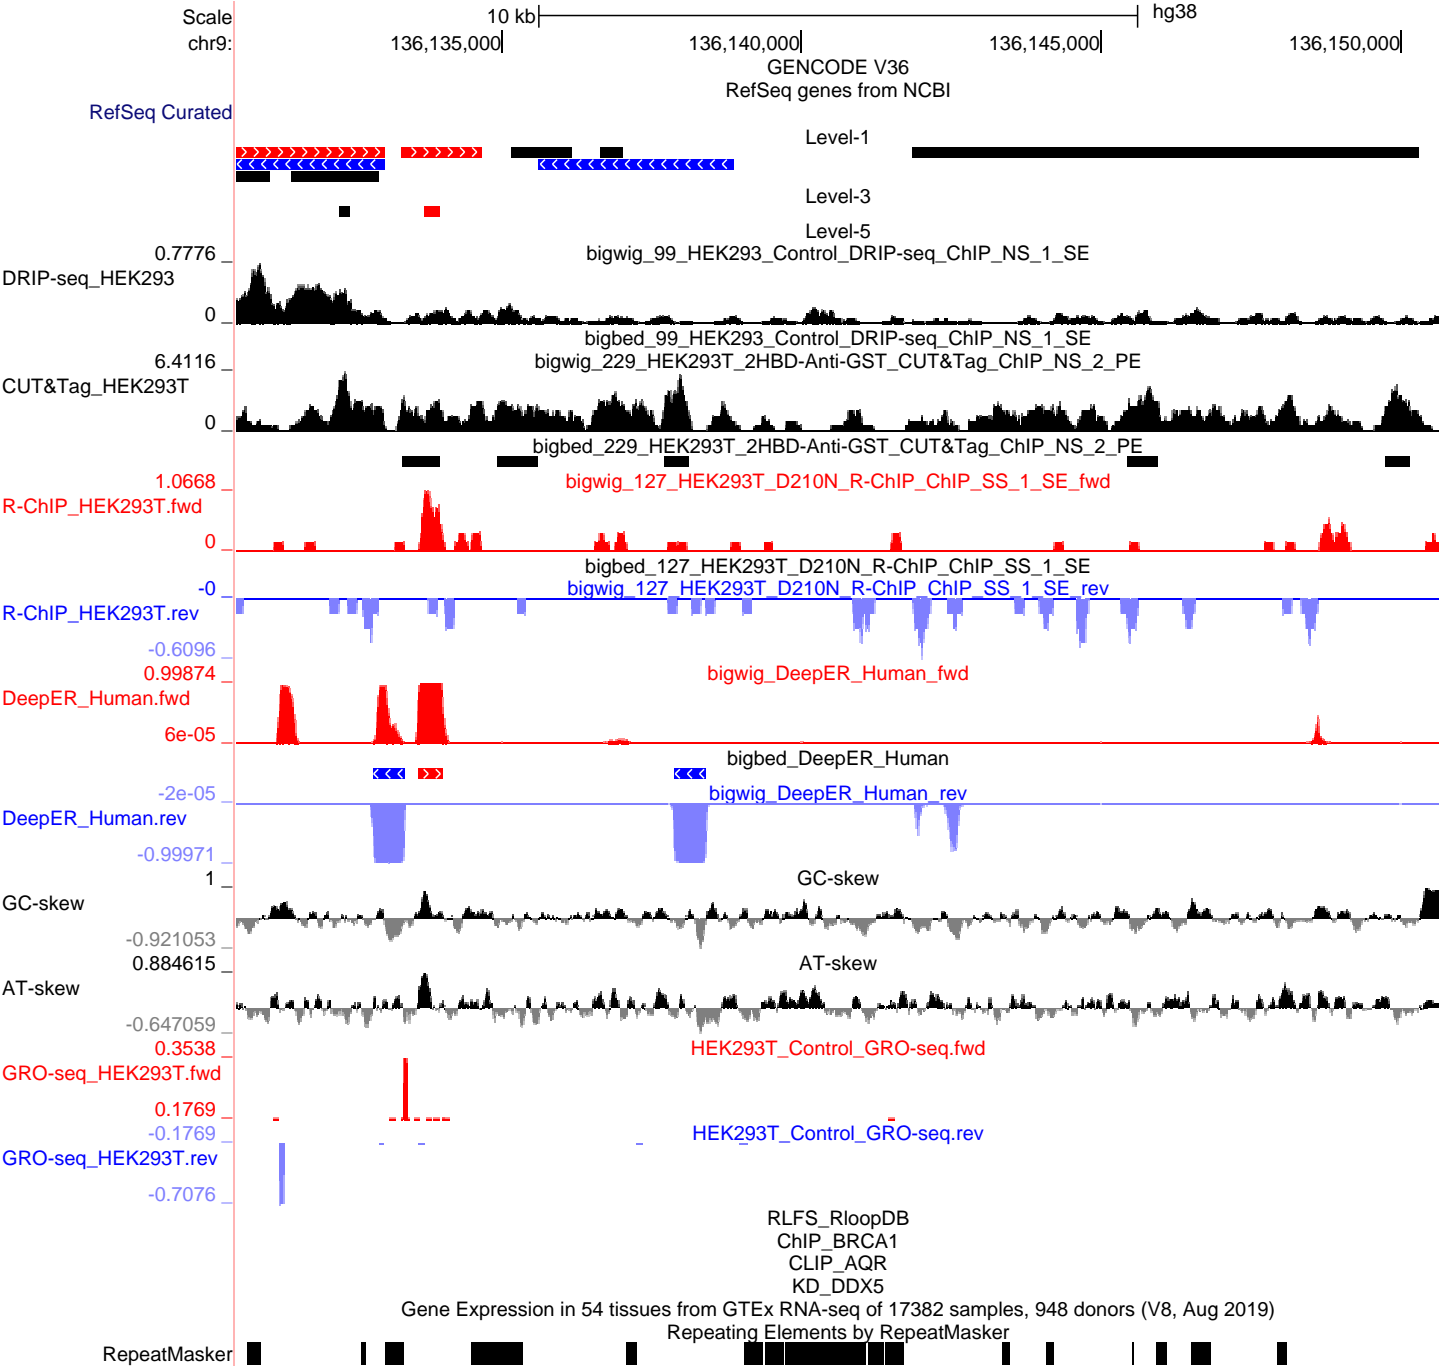 Scale 10 kb hg38
chr9: 136,135,000 136,140,000 136,145,000 136,150,000
GENCODE V36
RefSeq genes from NCBI
RefSeq Curated
Level-1
Level-3
Level-5
0.7776 bigwig_99_HEK293_Control_DRIP-seq_ChIP_NS_1_SE
DRIP-seq_HEK293
0
bigbed_99_HEK293_Control_DRIP-seq_ChIP_NS_1_SE
6.4116 bigwig_229_HEK293T_2HBD-Anti-GST_CUT&Tag_ChIP_NS_2_PE
CUT&Tag_HEK293T
0
bigbed_229_HEK293T_2HBD-Anti-GST_CUT&Tag_ChIP_NS_2_PE
1.0668 bigwig_127_HEK293T_D210N_R-ChIP_ChIP_SS_1_SE_fwd
R-ChIP_HEK293T.fwd
0
bigbed_127_HEK293T_D210N_R-ChIP_ChIP_SS_1_SE
-0 bigwig_127_HEK293T_D210N_R-ChIP_ChIP_SS_1_SE_rev
R-ChIP_HEK293T.rev
-0.6096
0.99874 bigwig_DeepER_Human_fwd
DeepER_Human.fwd
6e-05
bigbed_DeepER_Human
-2e-05 bigwig_DeepER_Human_rev
DeepER_Human.rev
-0.99971
1 GC-skew
GC-skew
-0.921053
0.884615 AT-skew
AT-skew
-0.647059
0.3538 HEK293T_Control_GRO-seq.fwd
GRO-seq_HEK293T.fwd
0.1769
-0.1769 HEK293T_Control_GRO-seq.rev
GRO-seq_HEK293T.rev
-0.7076
RLFS_RloopDB
ChIP_BRCA1
CLIP_AQR
KD_DDX5
Gene Expression in 54 tissues from GTEx RNA-seq of 17382 samples, 948 donors (V8, Aug 2019)
Repeating Elements by RepeatMasker
RepeatMasker